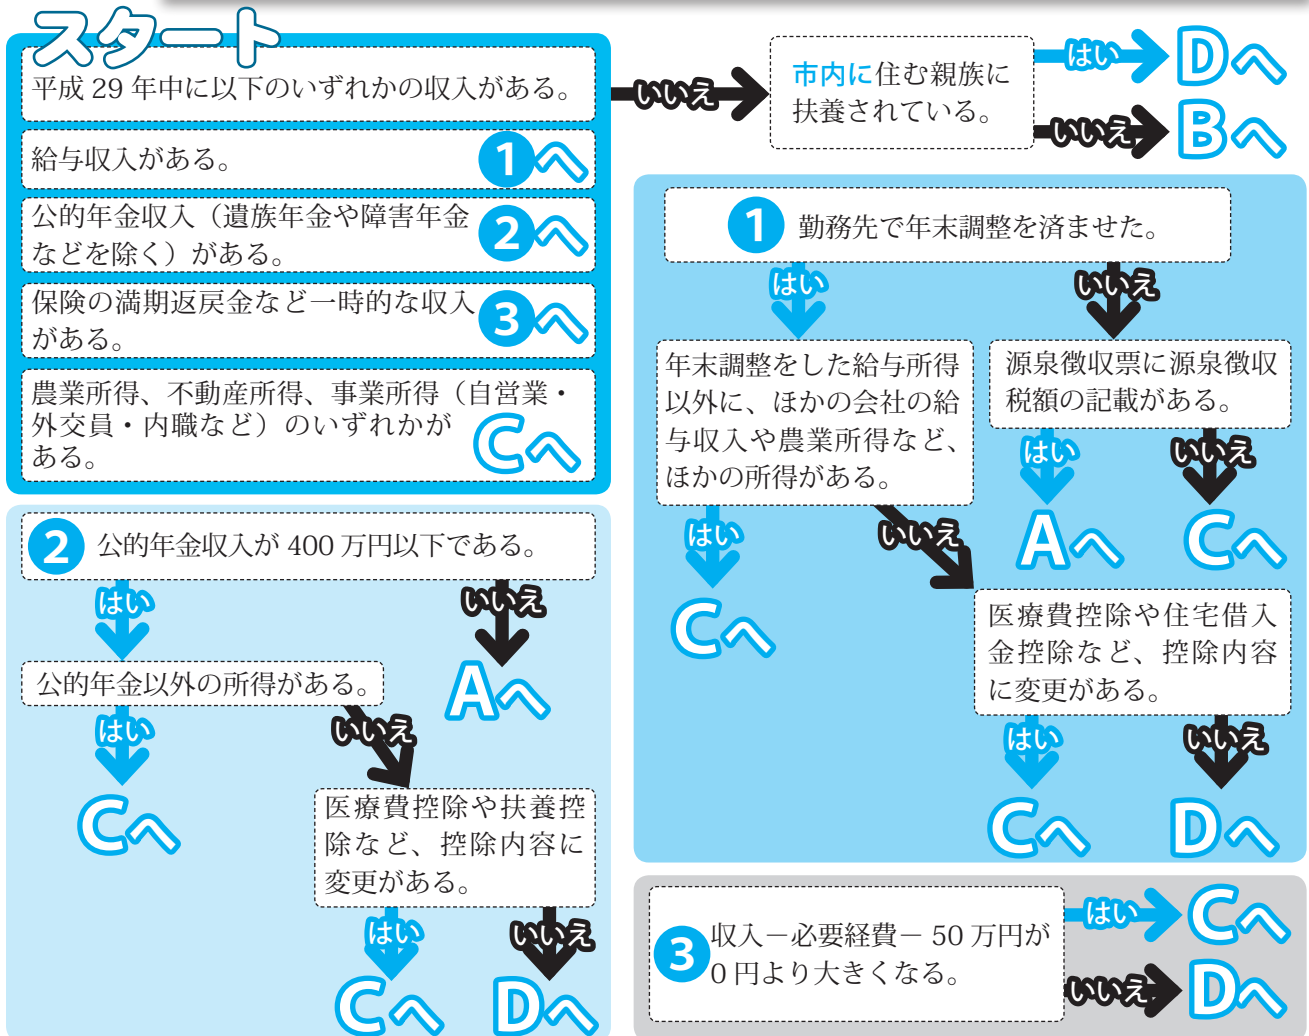 スタート
平成 29 年中に以下のいずれかの収入がある。
給与収入がある。
1へ
公的年金収入（遺族年金や障害年金
などを除く）がある。
2へ
保険の満期返戻金など一時的な収入
がある。
3へ
農業所得、不動産所得、事業所得（自営業・
外交員・内職など）のいずれかが
ある。
Cへ
いいえ
市内に住む親族に
扶養されている。
はい
Dへ
いいえ
Bへ
1 勤務先で年末調整を済ませた。
はい
いいえ
年末調整をした給与所得
以外に、ほかの会社の給
与収入や農業所得など、
ほかの所得がある。
源泉徴収票に源泉徴収
税額の記載がある。
はい
Aへ
いいえ
Cへ
はい
Cへ
いいえ
医療費控除や住宅借入
金控除など、控除内容
に変更がある。
はい
Cへ
いいえ
Dへ
2 公的年金収入が 400 万円以下である。
はい
いいえ
Aへ
公的年金以外の所得がある。
はい
Cへ
いいえ
医療費控除や扶養控
除など、控除内容に
変更がある。
はい
Cへ
いいえ
Dへ
3 収入－必要経費－ 50 万円が
0 円より大きくなる。
はい
Cへ
いいえ
Dへ